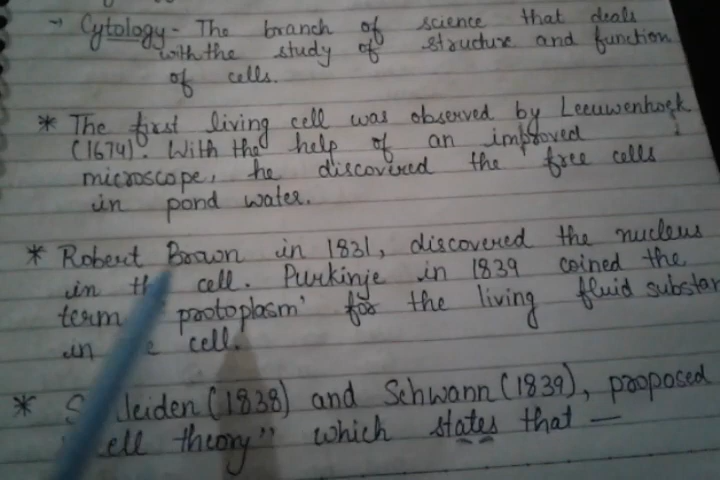 → Cytology - The branch of science that deals
with the study of structure and function
of cells.
* The first living cell was observed by Leeuwenhoek
(1674). With the help of an improved
microscope, he discovered the free cells
in pond water.
* Robert Brown in 1831, discovered the nucleus
in the cell. Purkinje in 1839 coined the
term 'protoplasm' for the living fluid substan
in cell.
* Schleiden (1838) and Schwann (1839), proposed
"cell theory" which states that —